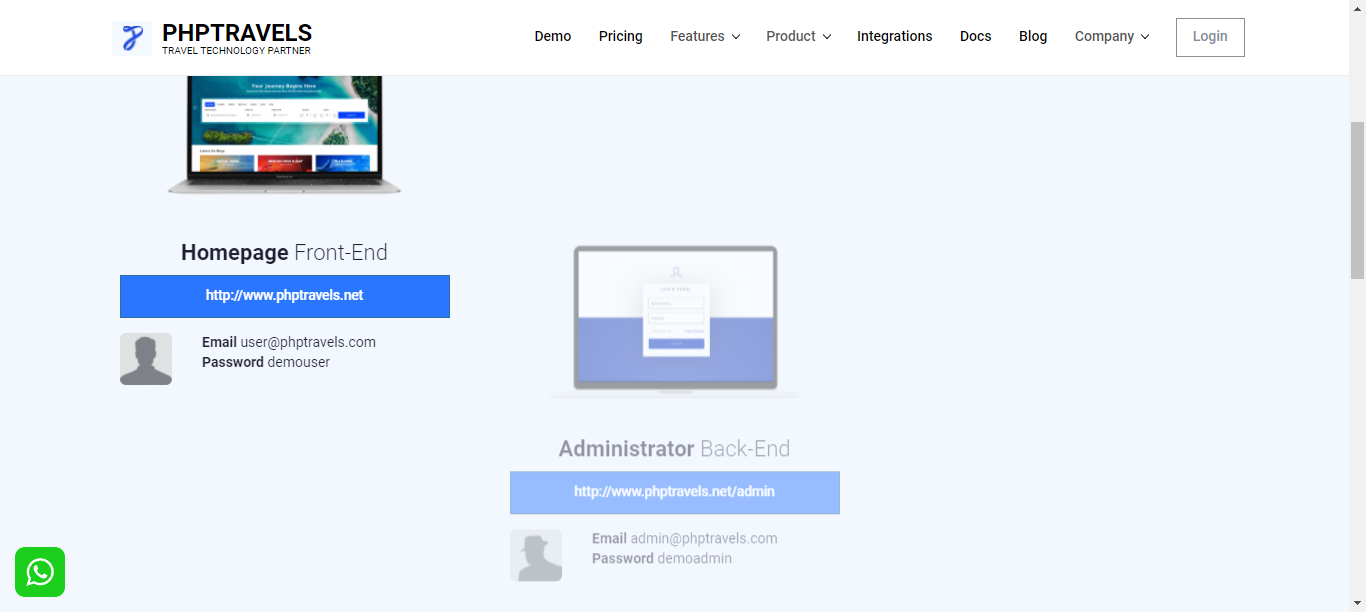 PHPTRAVELS
TRAVEL TECHNOLOGY PARTNER
Demo Pricing Features Product Integrations Docs Blog Company Login
Your Journey Begins Here
Homepage Front-End
http://www.phptravels.net
Email user@phptravels.com
Password demouser
LOGIN PANEL
Administrator Back-End
http://www.phptravels.net/admin
Email admin@phptravels.com
Password demoadmin